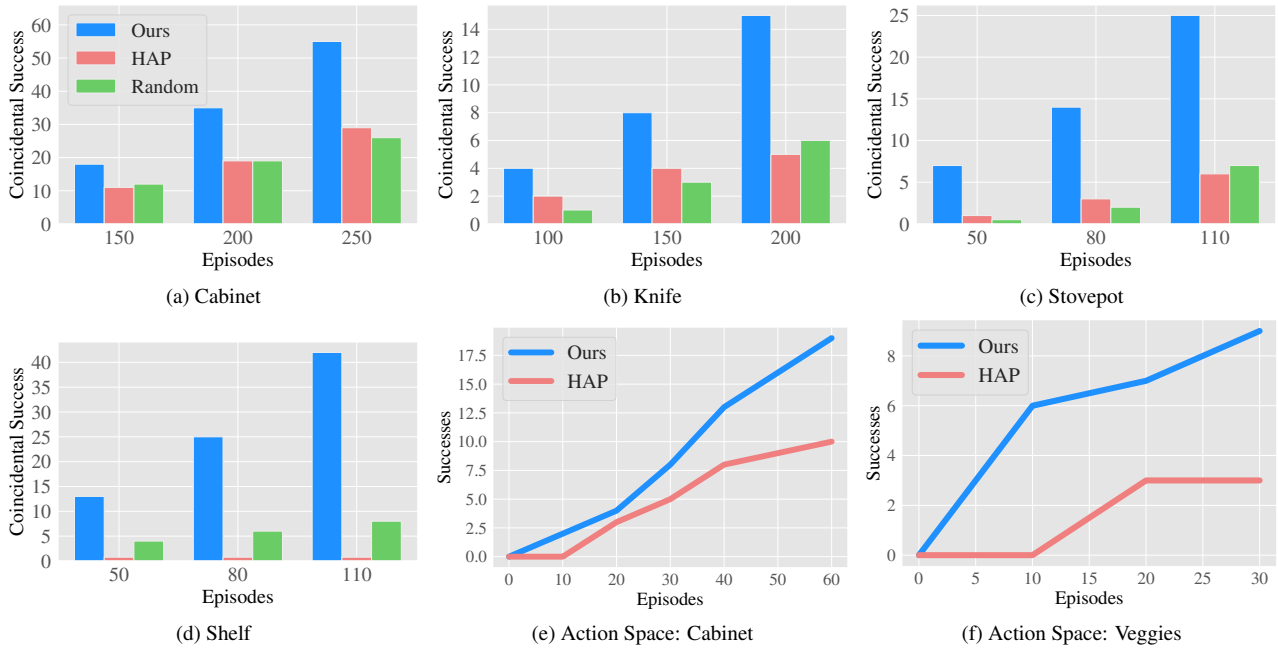 60
50
40
30
20
10
0
Coincidental Success
Ours
HAP
Random
150
200
250
Episodes
(a) Cabinet
14
12
10
8
6
4
2
0
Coincidental Success
100
150
200
Episodes
(b) Knife
25
20
15
10
5
0
Coincidental Success
50
80
110
Episodes
(c) Stovepot
40
35
30
25
20
15
10
5
0
Coincidental Success
50
80
110
Episodes
(d) Shelf
17.5
15.0
12.5
10.0
7.5
5.0
2.5
0.0
Successes
Ours
HAP
0
10
20
30
40
50
60
Episodes
(e) Action Space: Cabinet
8
6
4
2
0
Successes
Ours
HAP
0
5
10
15
20
25
30
Episodes
(f) Action Space: Veggies